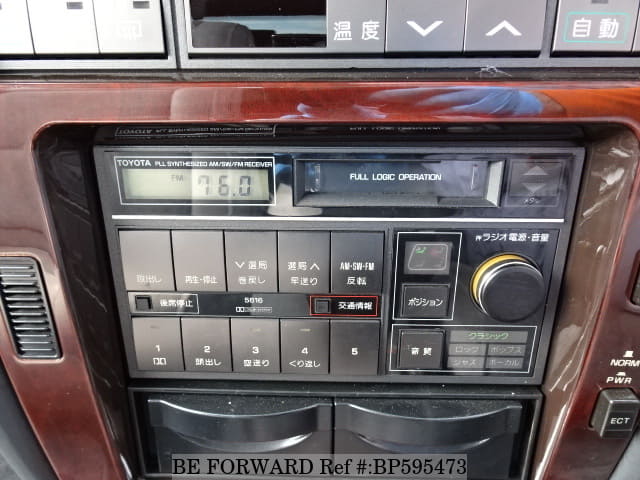 温度
自動
TOYOTA PLL SYNTHESIZED AM/SW/FM RECEIVER
FM 76.0
FULL LOGIC OPERATION
ラジオ電源・音量
取出し
再生・停止
∨選局
巻戻し
選局∧
早送り
AM・SW・FM
反転
ポジション
後席停止
5816
交通情報
クラシック
ロック
ポップス
ジャズ
ボーカル
音質
1
2
頭出し
3
空送り
4
くり返し
5
NORM
PWR
ECT
BE FORWARD Ref #:BP595473